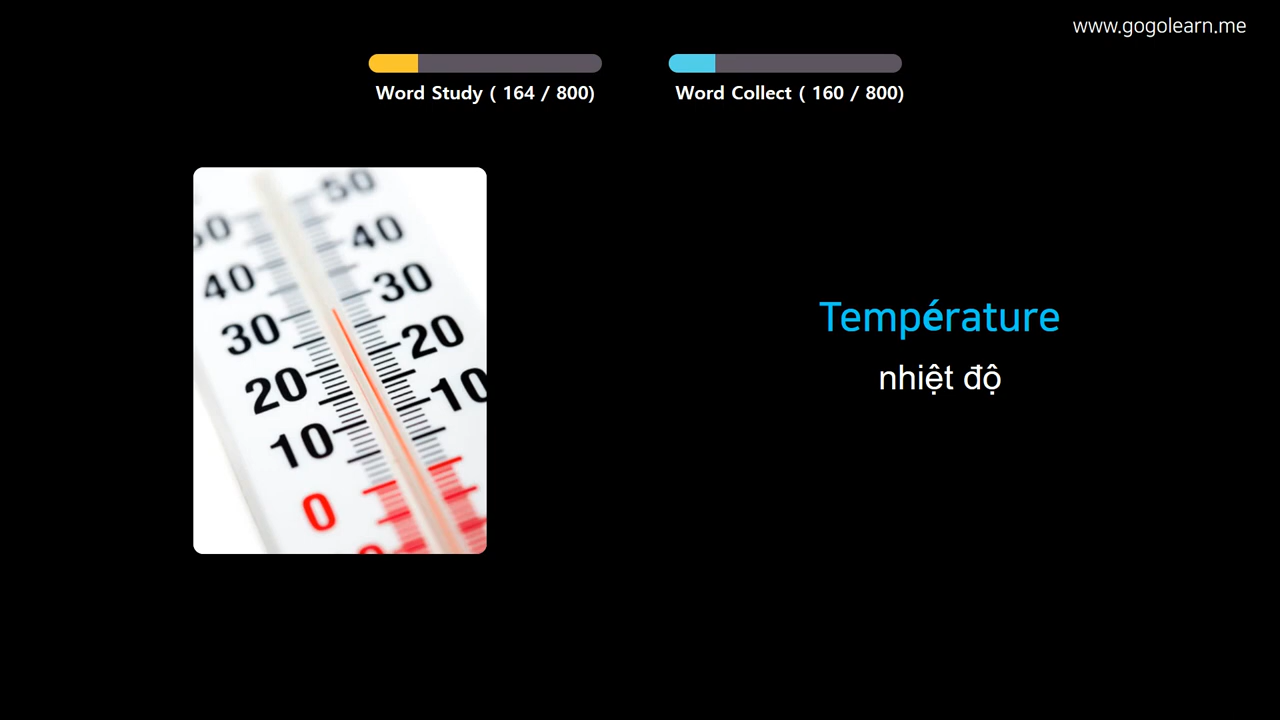 www.gogolearn.me
Word Study ( 164 / 800)
Word Collect ( 160 / 800)
50
50
40
40
30
30
20
20
10
10
0
Température
nhiệt độ